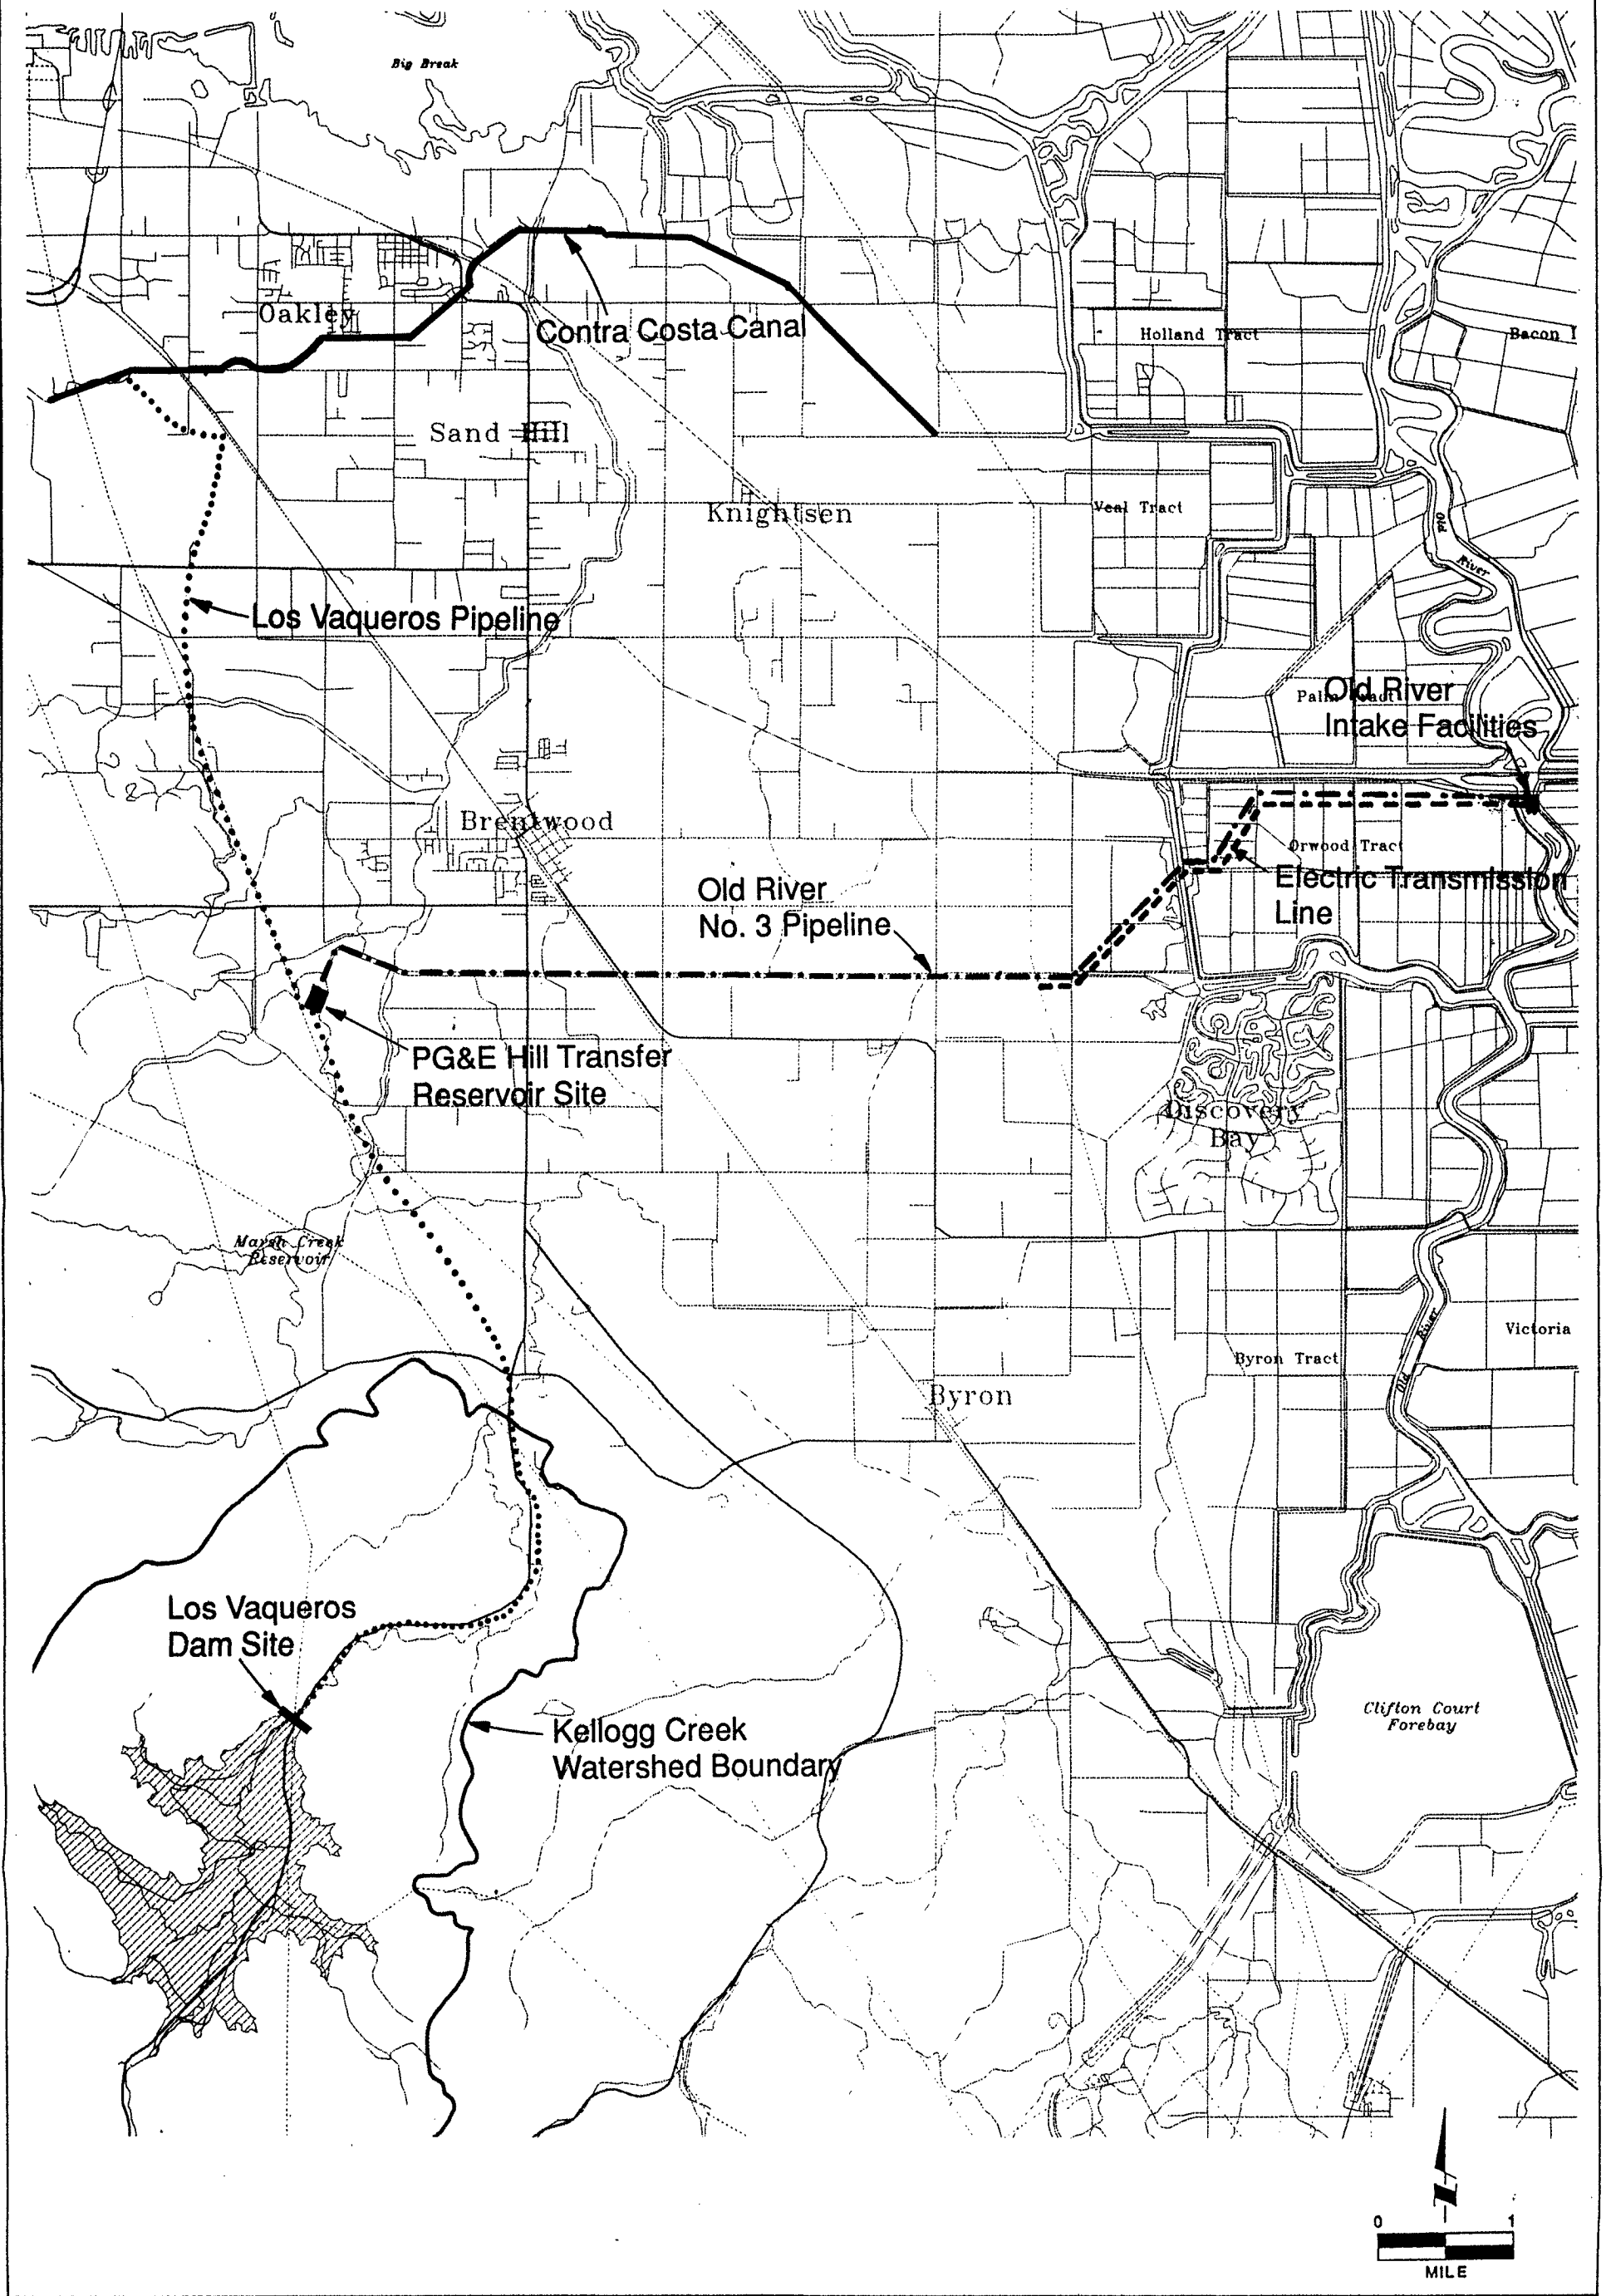 Big Break
Oakley
Contra Costa Canal
Holland Tract
Bacon I
Sand Hill
Knightsen
Veal Tract
Old
River
Los Vaqueros Pipeline
Palm Tract
Old River
Intake Facilities
Brentwood
Orwood Tract
Electric Transmission
Line
Old River
No. 3 Pipeline
PG&E Hill Transfer
Reservoir Site
Discovery
Bay
Marsh Creek
Reservoir
River
Old
Victoria
Byron Tract
Byron
Los Vaqueros
Dam Site
Kellogg Creek
Watershed Boundary
Clifton Court
Forebay
N
0 1
MILE